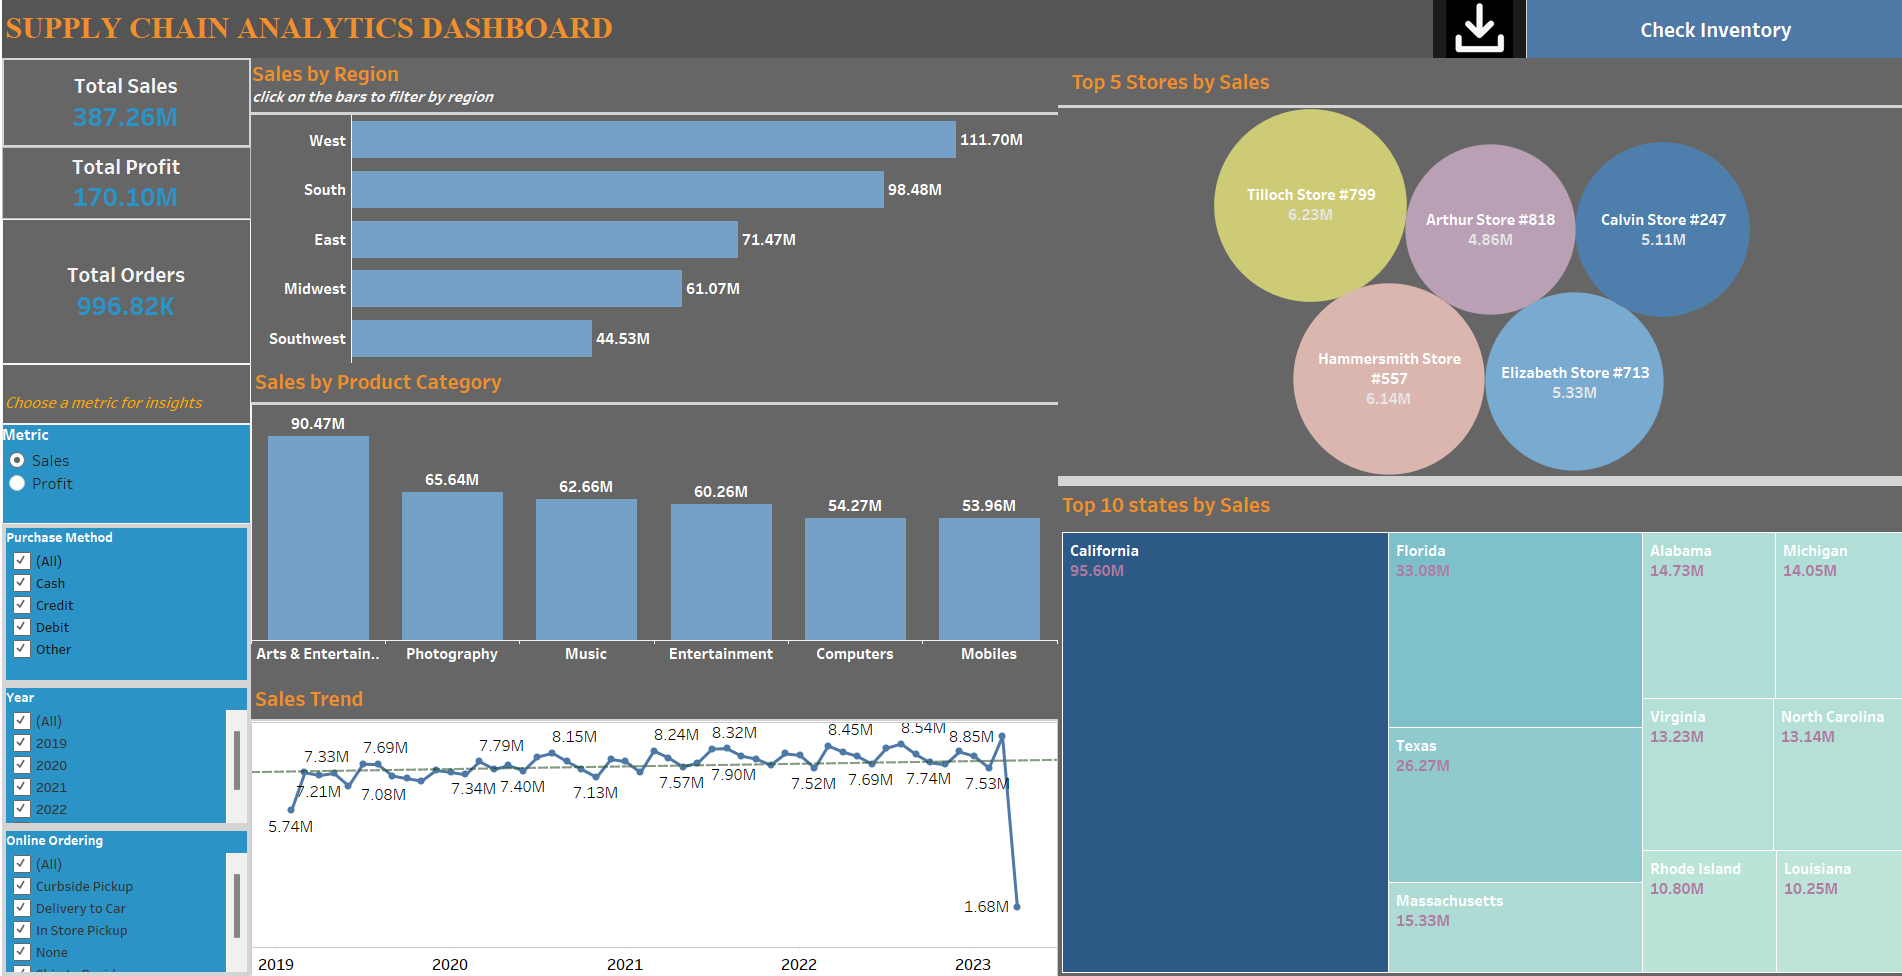 SUPPLY CHAIN ANALYTICS DASHBOARD
Check Inventory
Total Sales
387.26M
Total Profit
170.10M
Total Orders
996.82K
Choose a metric for insights
Metric
Sales
Profit
Purchase Method
(All)
Cash
Credit
Debit
Other
Year
(All)
2019
2020
2021
2022
Online Ordering
(All)
Curbside Pickup
Delivery to Car
In Store Pickup
None
Sales by Region
click on the bars to filter by region
West 111.70M
South 98.48M
East 71.47M
Midwest 61.07M
Southwest 44.53M
Sales by Product Category
90.47M 65.64M 62.66M 60.26M 54.27M 53.96M
Arts & Entertain.. Photography Music Entertainment Computers Mobiles
Sales Trend
5.74M
7.33M
7.21M
7.69M
7.08M
7.79M
7.34M
7.40M
8.15M
7.13M
8.24M
7.57M
8.32M
7.90M
7.52M
8.45M
7.69M
8.54M
7.74M
8.85M
7.53M
1.68M
2019 2020 2021 2022 2023
Top 5 Stores by Sales
Tilloch Store #799
6.23M
Arthur Store #818
4.86M
Calvin Store #247
5.11M
Hammersmith Store
#557
6.14M
Elizabeth Store #713
5.33M
Top 10 states by Sales
California
95.60M
Florida
33.08M
Texas
26.27M
Massachusetts
15.33M
Alabama
14.73M
Michigan
14.05M
Virginia
13.23M
North Carolina
13.14M
Rhode Island
10.80M
Louisiana
10.25M